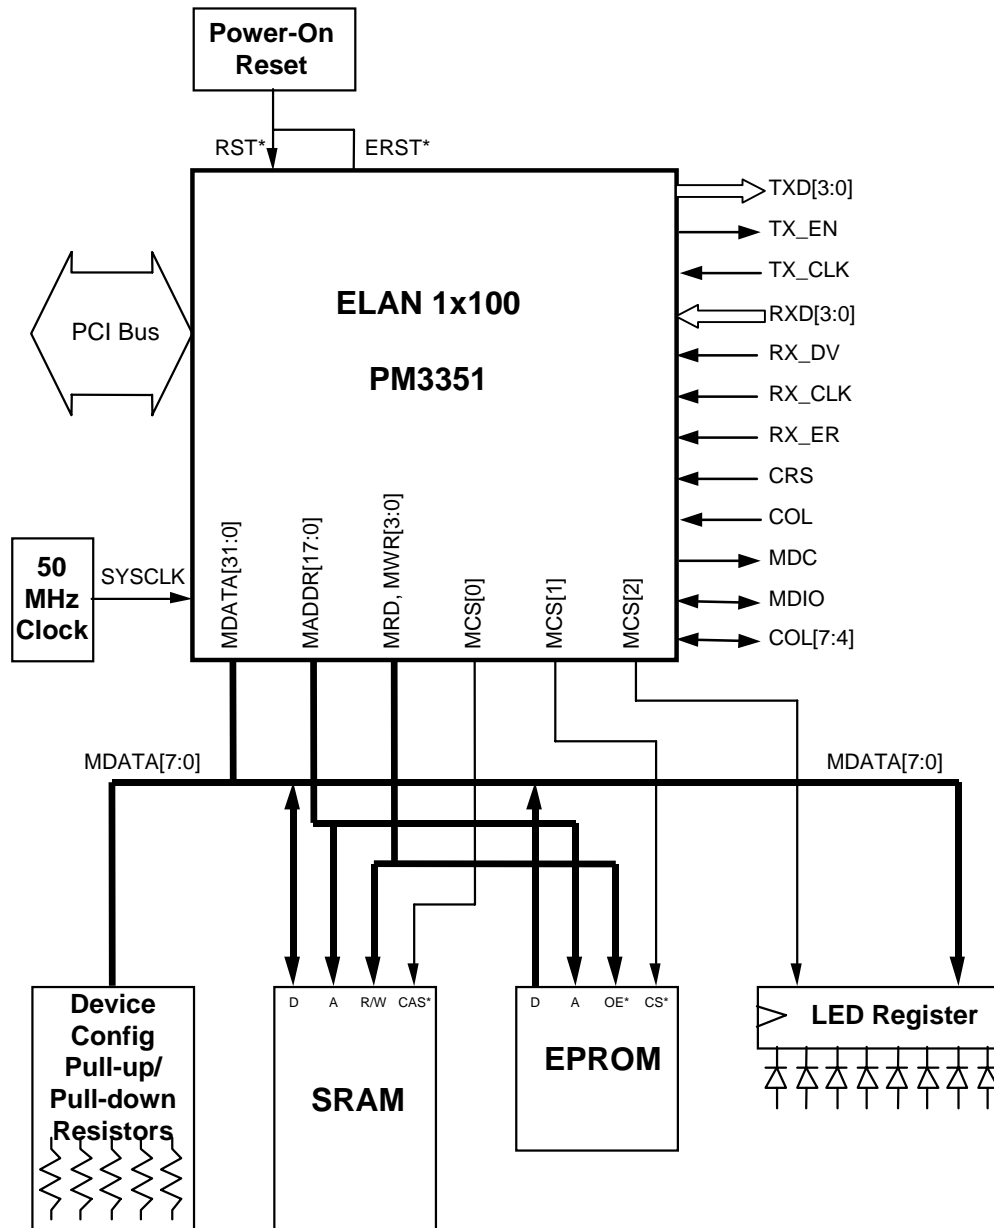 Power-On
Reset
RST*
ERST*
TXD[3:0]
TX_EN
TX_CLK
RXD[3:0]
RX_DV
RX_CLK
RX_ER
CRS
COL
MDC
MDIO
COL[7:4]
ELAN 1x100
PM3351
PCI Bus
50
MHz
Clock
SYSCLK
MDATA[31:0]
MADDR[17:0]
MRD, MWR[3:0]
MCS[0]
MCS[1]
MCS[2]
MDATA[7:0]
MDATA[7:0]
Device
Config
Pull-up/
Pull-down
Resistors
D A R/W CAS*
SRAM
D A OE* CS*
EPROM
LED Register